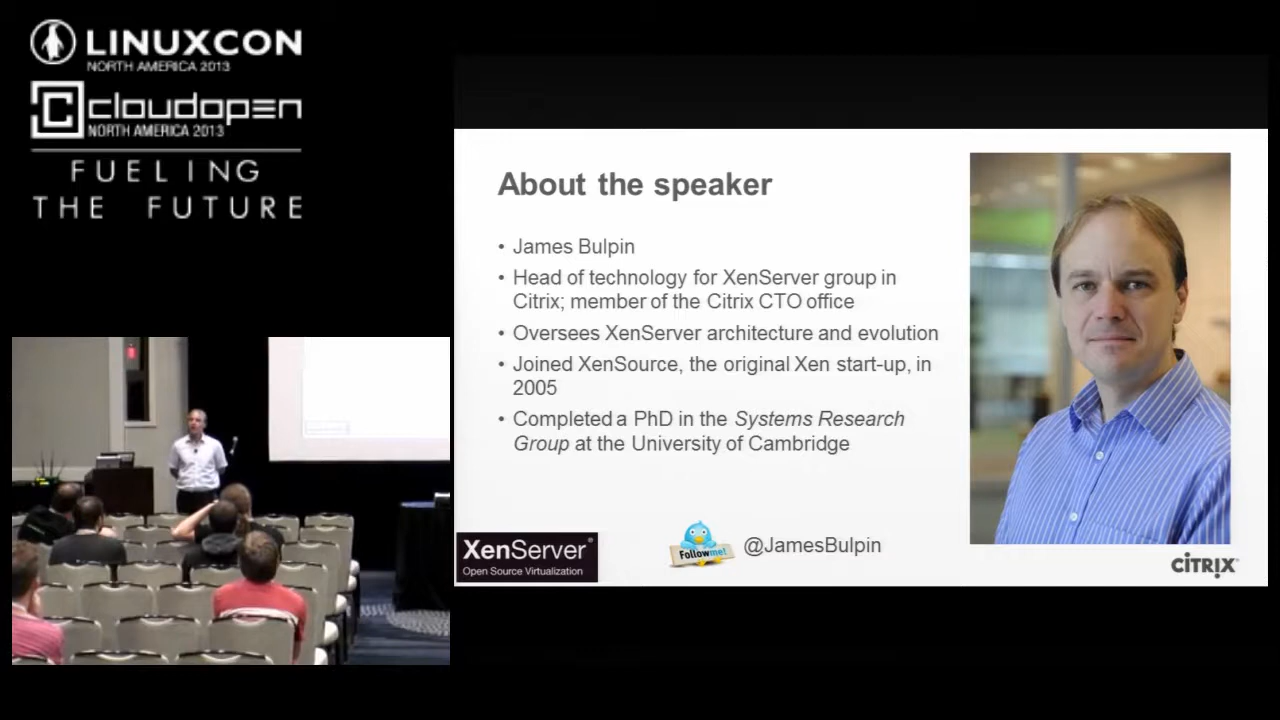 LINUXCON
NORTH AMERICA 2013
cloudopen
NORTH AMERICA 2013
FUELING
THE FUTURE
About the speaker
• James Bulpin
• Head of technology for XenServer group in
Citrix; member of the Citrix CTO office
• Oversees XenServer architecture and evolution
• Joined XenSource, the original Xen start-up, in
2005
• Completed a PhD in the Systems Research
Group at the University of Cambridge
XenServer®
Open Source Virtualization
Follow me!
@JamesBulpin
CITRIX™